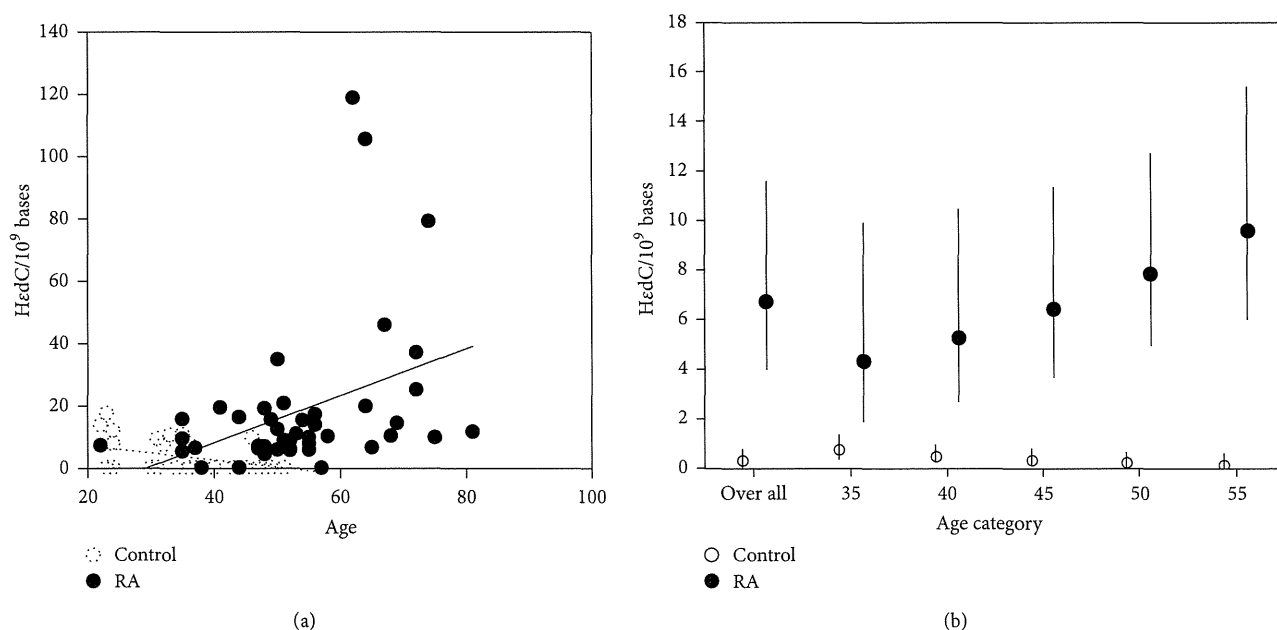 140
120
100
80
60
40
20
0
HεdC/10⁹ bases
20
40
60
80
100
Age
Control
RA
(a)
18
16
14
12
10
8
6
4
2
0
HεdC/10⁹ bases
Over all
35
40
45
50
55
Age category
Control
RA
(b)